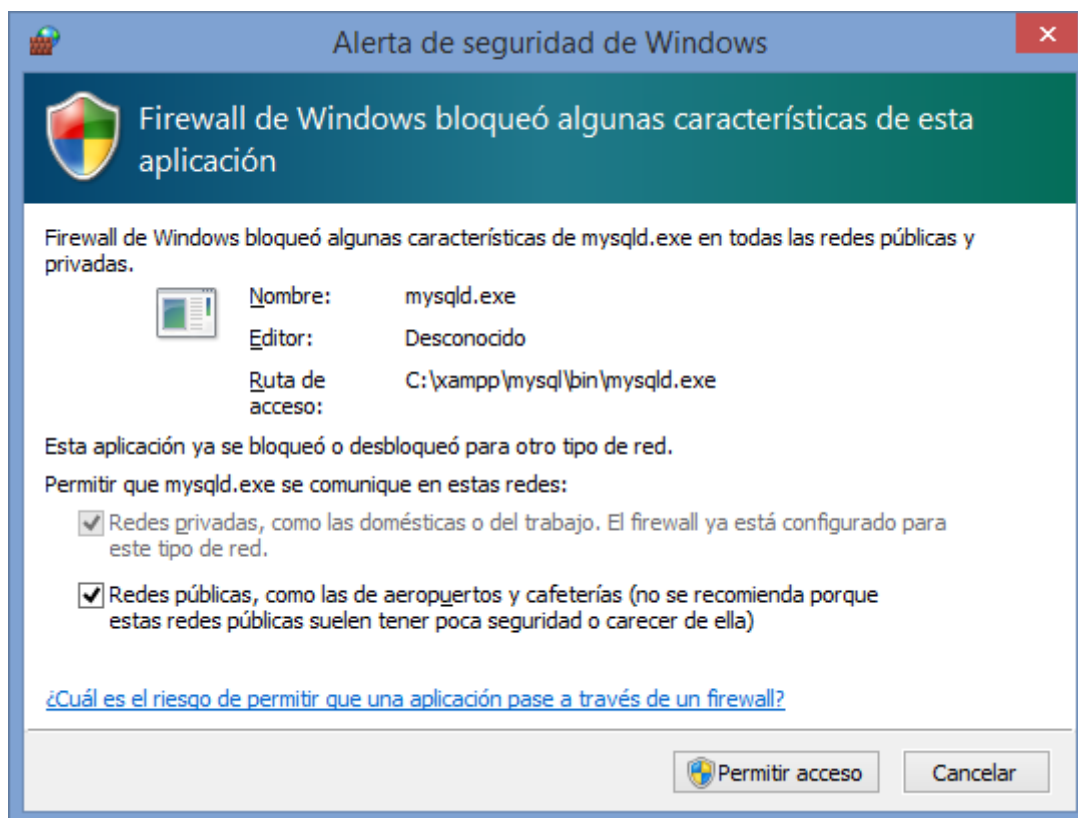 Alerta de seguridad de Windows
Firewall de Windows bloqueó algunas características de esta
aplicación
Firewall de Windows bloqueó algunas características de mysqld.exe en todas las redes públicas y
privadas.
Nombre: mysqld.exe
Editor: Desconocido
Ruta de C:\xampp\mysql\bin\mysqld.exe
acceso:
Esta aplicación ya se bloqueó o desbloqueó para otro tipo de red.
Permitir que mysqld.exe se comunique en estas redes:
Redes privadas, como las domésticas o del trabajo. El firewall ya está configurado para
este tipo de red.
Redes públicas, como las de aeropuertos y cafeterías (no se recomienda porque
estas redes públicas suelen tener poca seguridad o carecer de ella)
¿Cuál es el riesgo de permitir que una aplicación pase a través de un firewall?
Permitir acceso Cancelar